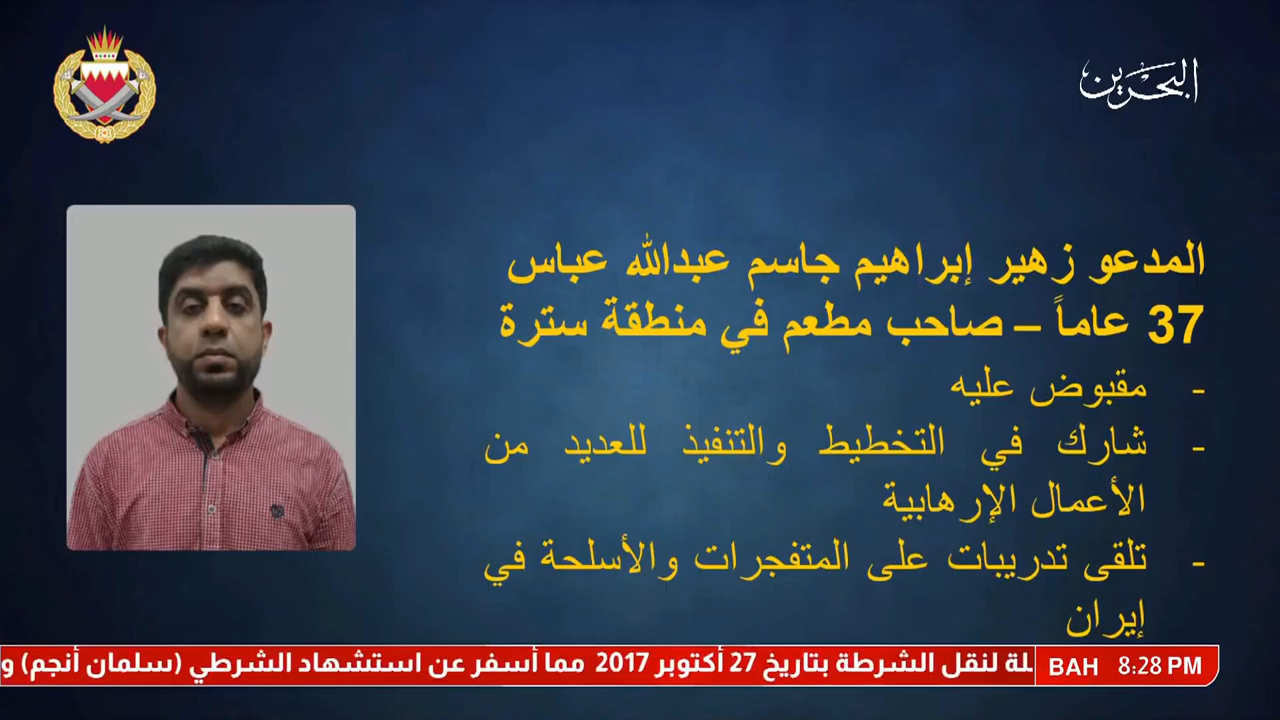 البحرين
المدعو زهير إبراهيم جاسم عبدالله عباس
37 عاماً – صاحب مطعم في منطقة سترة
- مقبوض عليه
- شارك في التخطيط والتنفيذ للعديد من
الأعمال الإرهابية
- تلقى تدريبات على المتفجرات والأسلحة في
إيران
لة لنقل الشرطة بتاريخ 27 أكتوبر 2017 مما أسفر عن استشهاد الشرطي (سلمان أنجم) و
BAH 8:28 PM